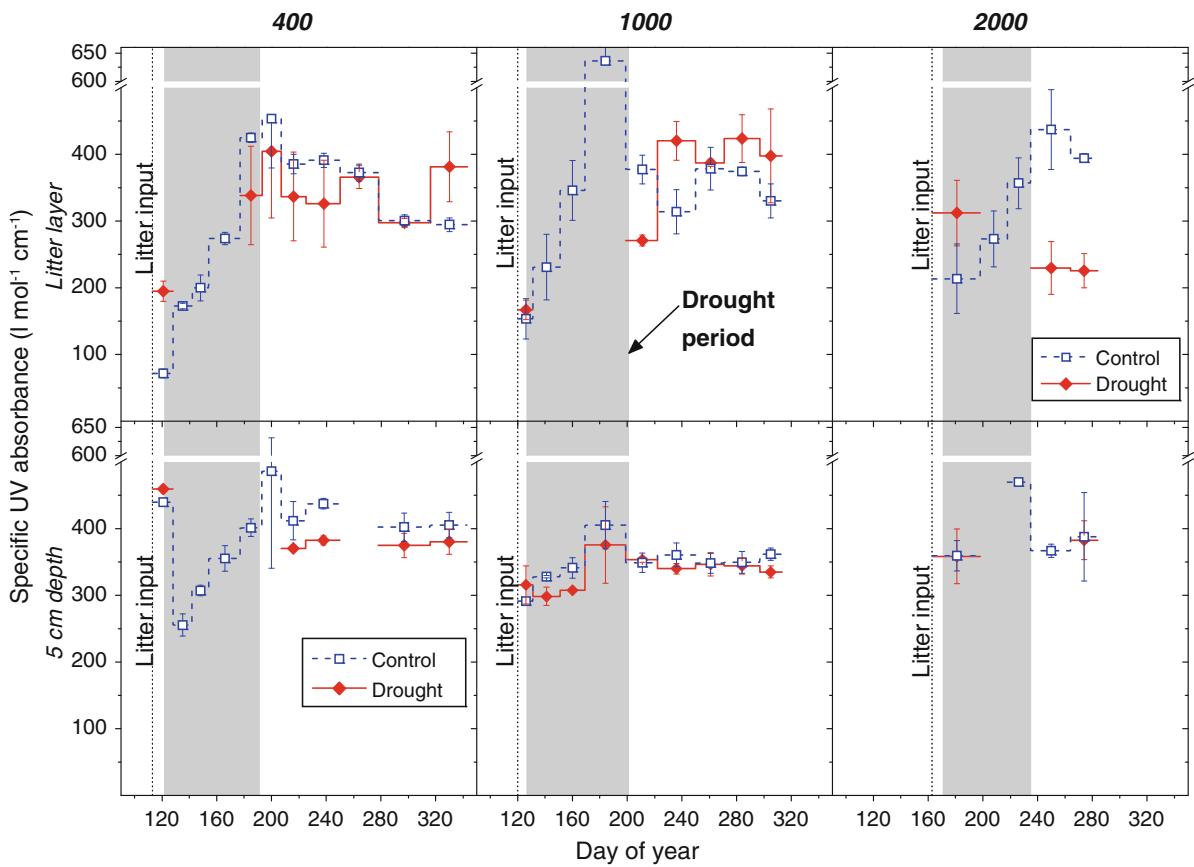 400 1000 2000
650
600
400
300
200
100
Litter input
Litter input
Litter input
Drought
period
Control
Drought
Specific UV absorbance (l mol-1 cm-1)
Litter layer
5 cm depth
650
600
400
300
200
100
Litter input
Litter input
Litter input
Control
Drought
120 160 200 240 280 320 120 160 200 240 280 320 120 160 200 240 280 320
Day of year